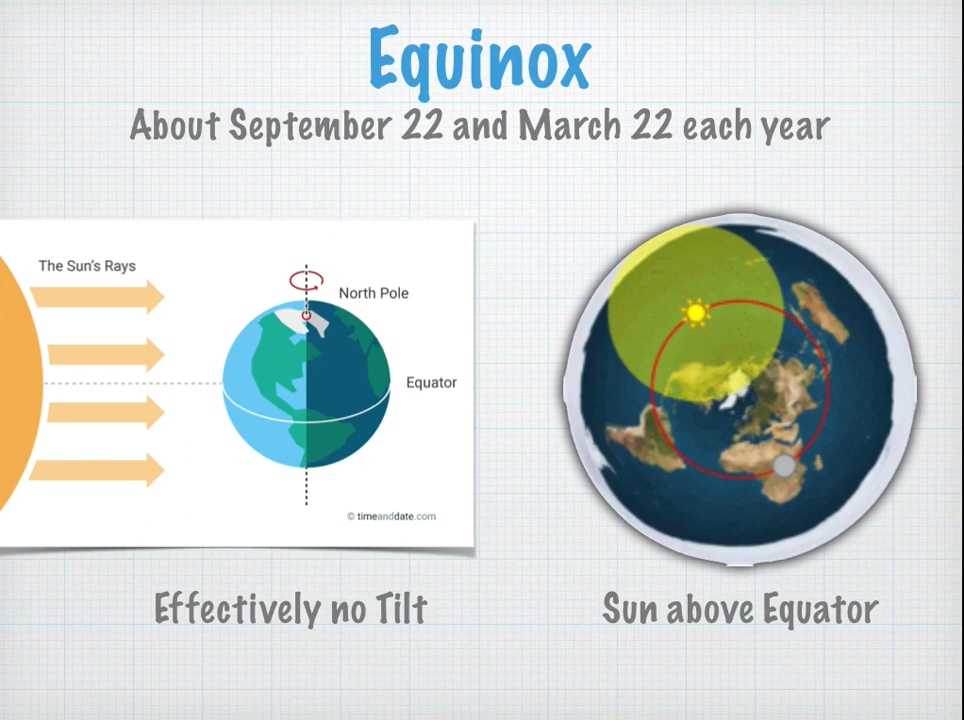 Equinox
About September 22 and March 22 each year
The Sun's Rays
North Pole
Equator
© timeanddate.com
Effectively no Tilt
Sun above Equator